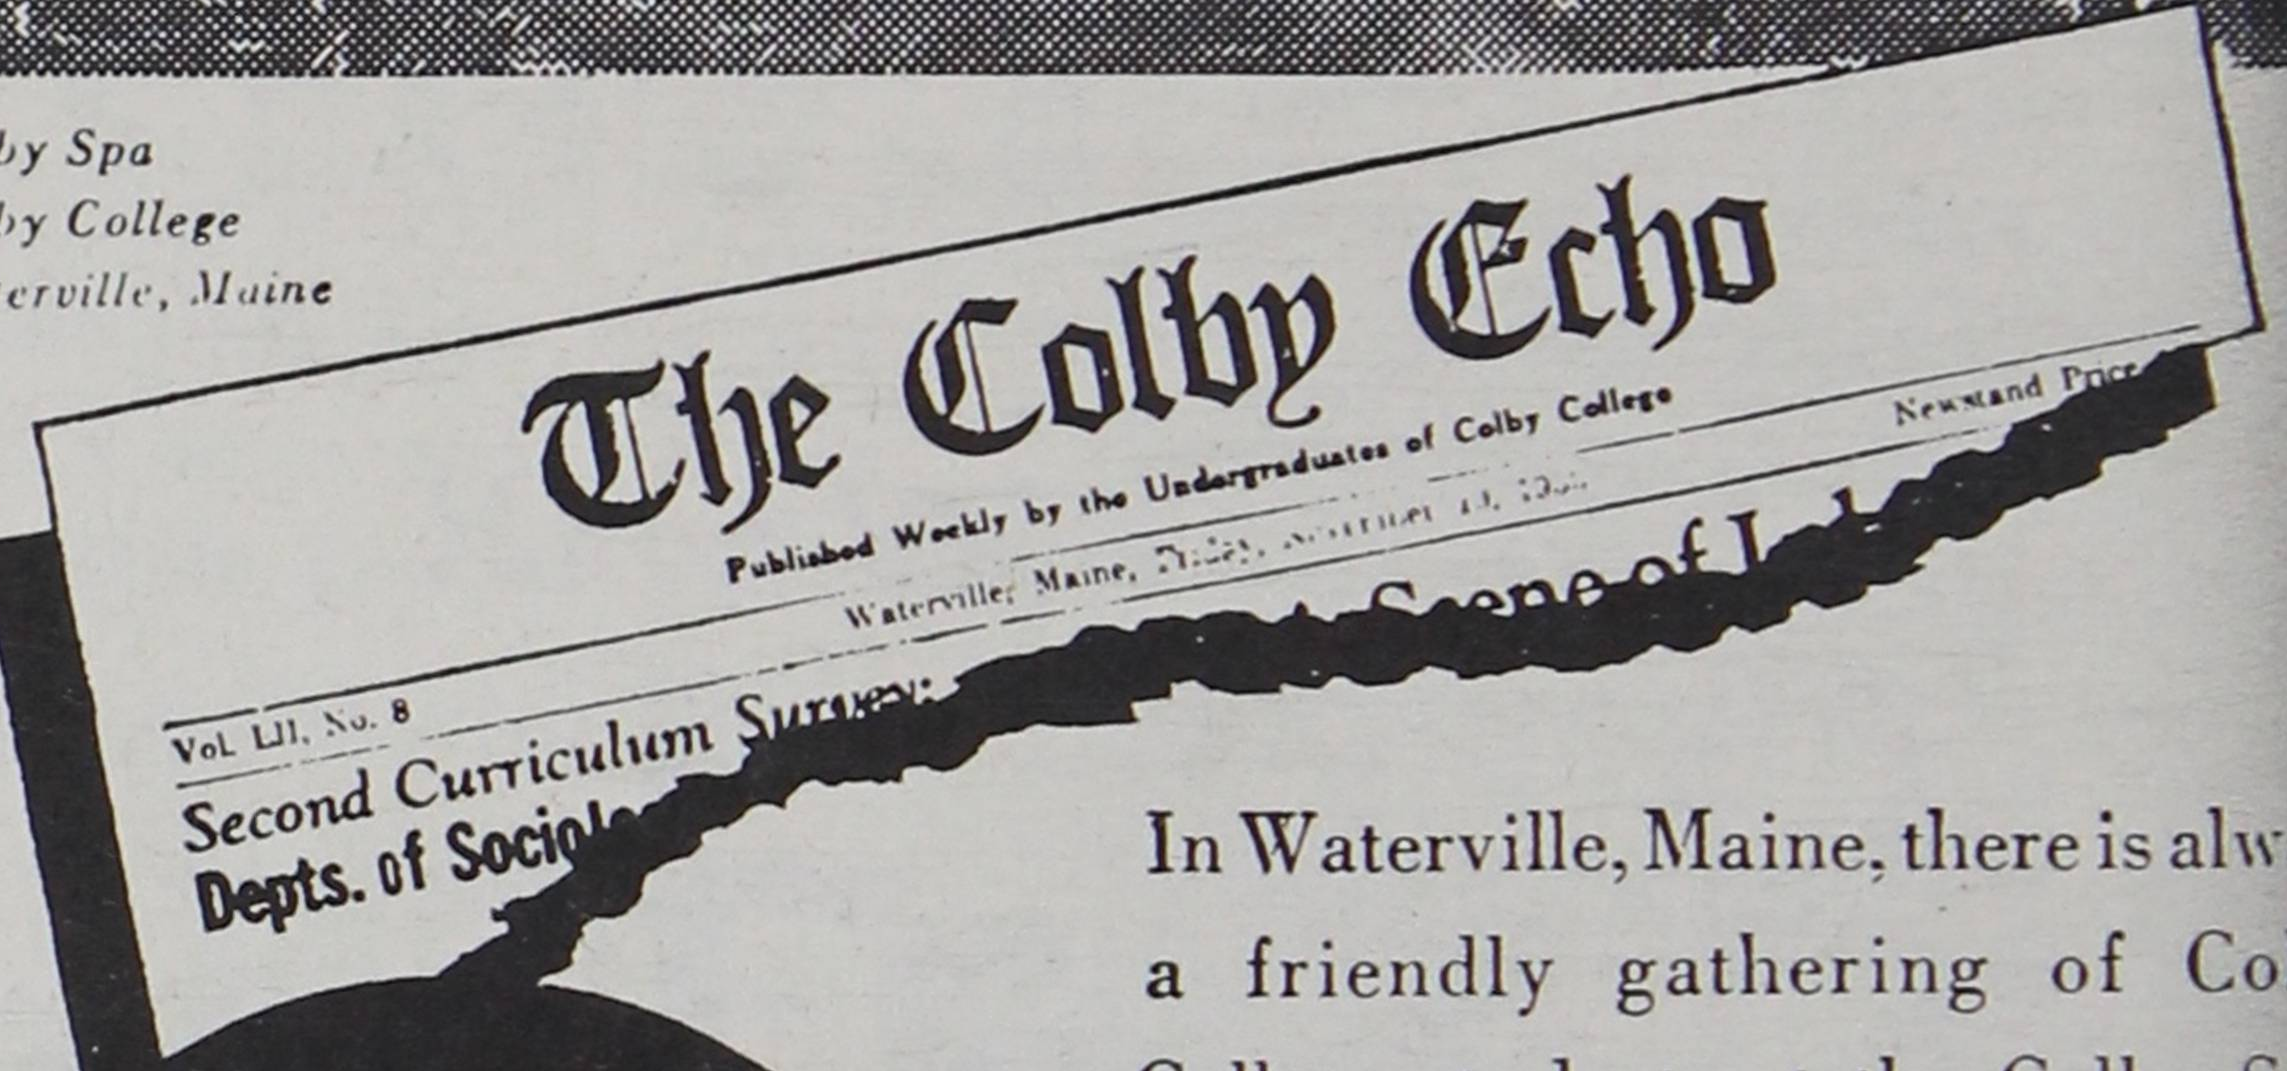 by Spa
by College
erville, Maine
The Colby Echo
Published Weekly by the Undergraduates of Colby College
Vol. LII, No. 8 Waterville, Maine, Newsstand Price
Second Curriculum Survey:
Scene of
Depts. of
In Waterville, Maine, there is alw
a friendly gathering of Co